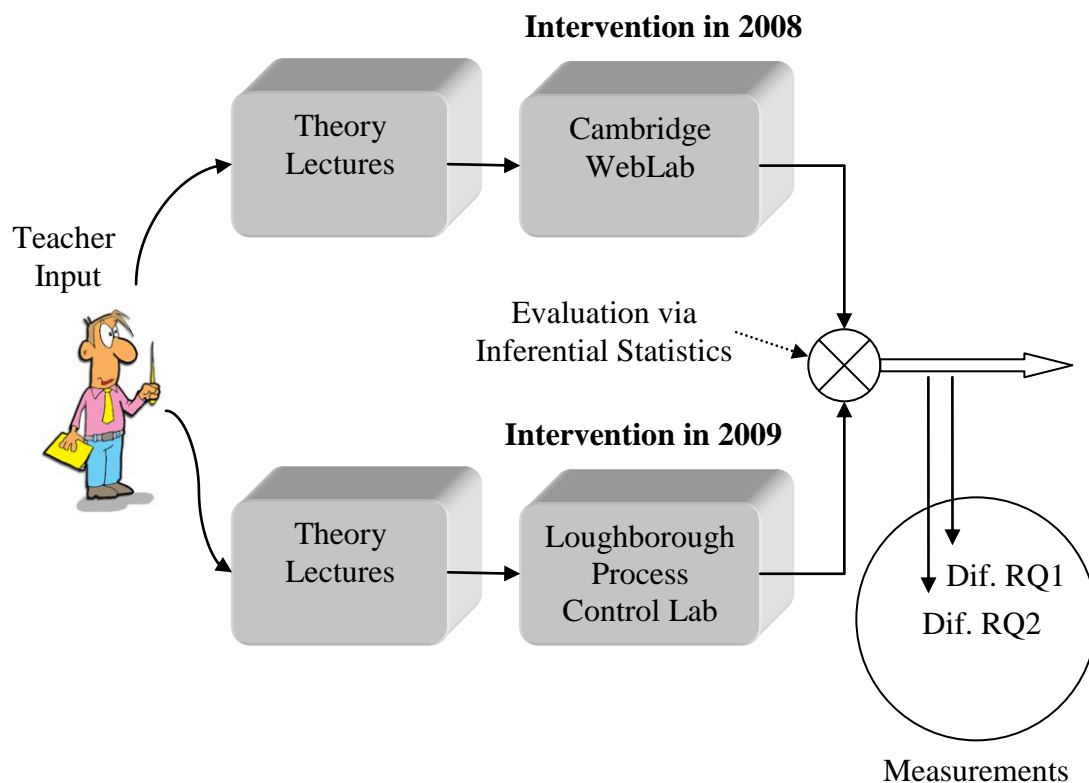 Intervention in 2008
Theory
Lectures
Cambridge
WebLab
Teacher
Input
Evaluation via
Inferential Statistics
Intervention in 2009
Theory
Lectures
Loughborough
Process
Control Lab
Dif. RQ1
Dif. RQ2
Measurements